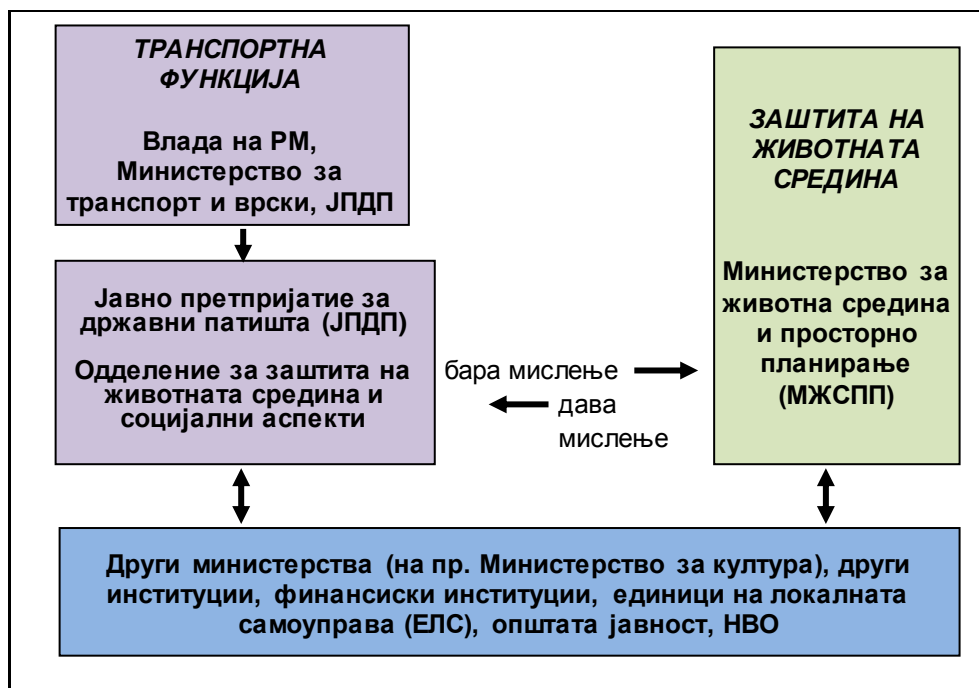 ТРАНСПОРТНА
ФУНКЦИЈА
Влада на РМ,
Министерство за
транспорт и врски, ЈПДП
Јавно претпријатие за
државни патишта (ЈПДП)
Одделение за заштита на
животната средина и
социјални аспекти
бара мислење
дава
мислење
ЗАШТИТА НА
ЖИВОТНАТА
СРЕДИНА
Министерство за
животна средина
и просторно
планирање
(МЖСПП)
Други министерства (на пр. Министерство за култура), други
институции, финансиски институции, единици на локалната
самоуправа (ЕЛС), општата јавност, НВО